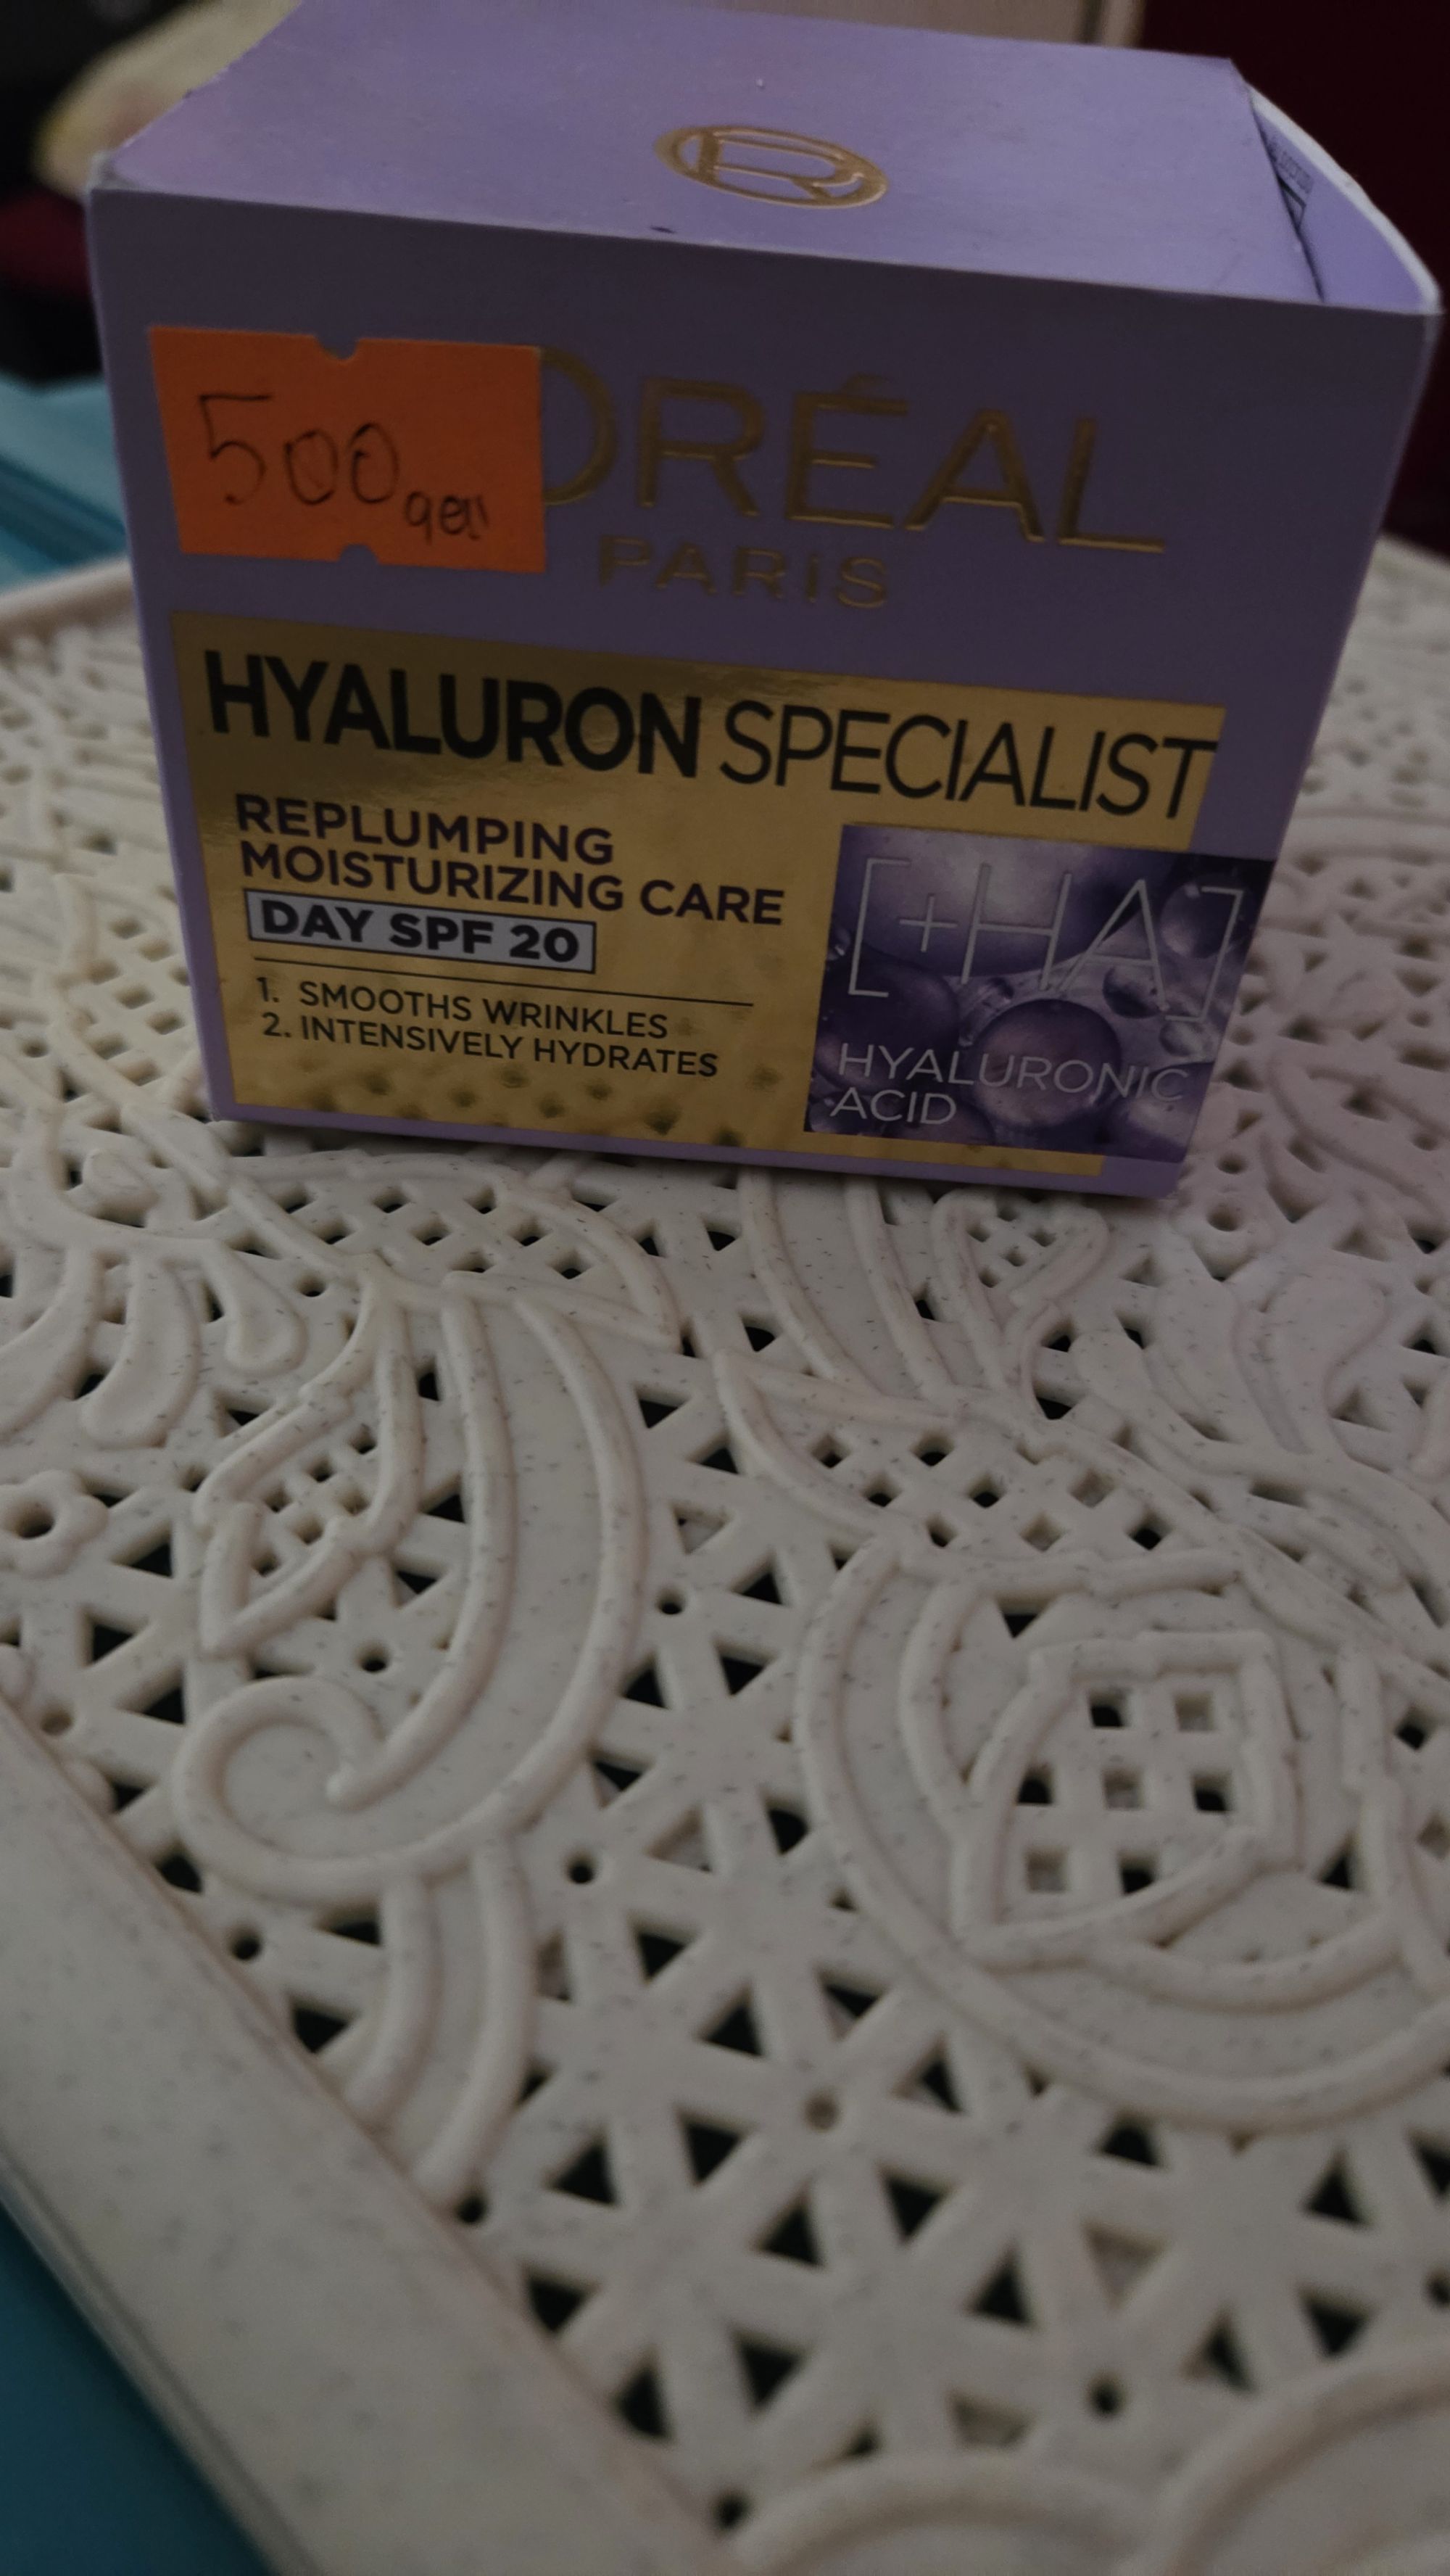 500 ден
ORÉAL
PARIS
HYALURON SPECIALIST
REPLUMPING
MOISTURIZING CARE
DAY SPF 20
1. SMOOTHS WRINKLES
2. INTENSIVELY HYDRATES
[+HA]
HYALURONIC
ACID